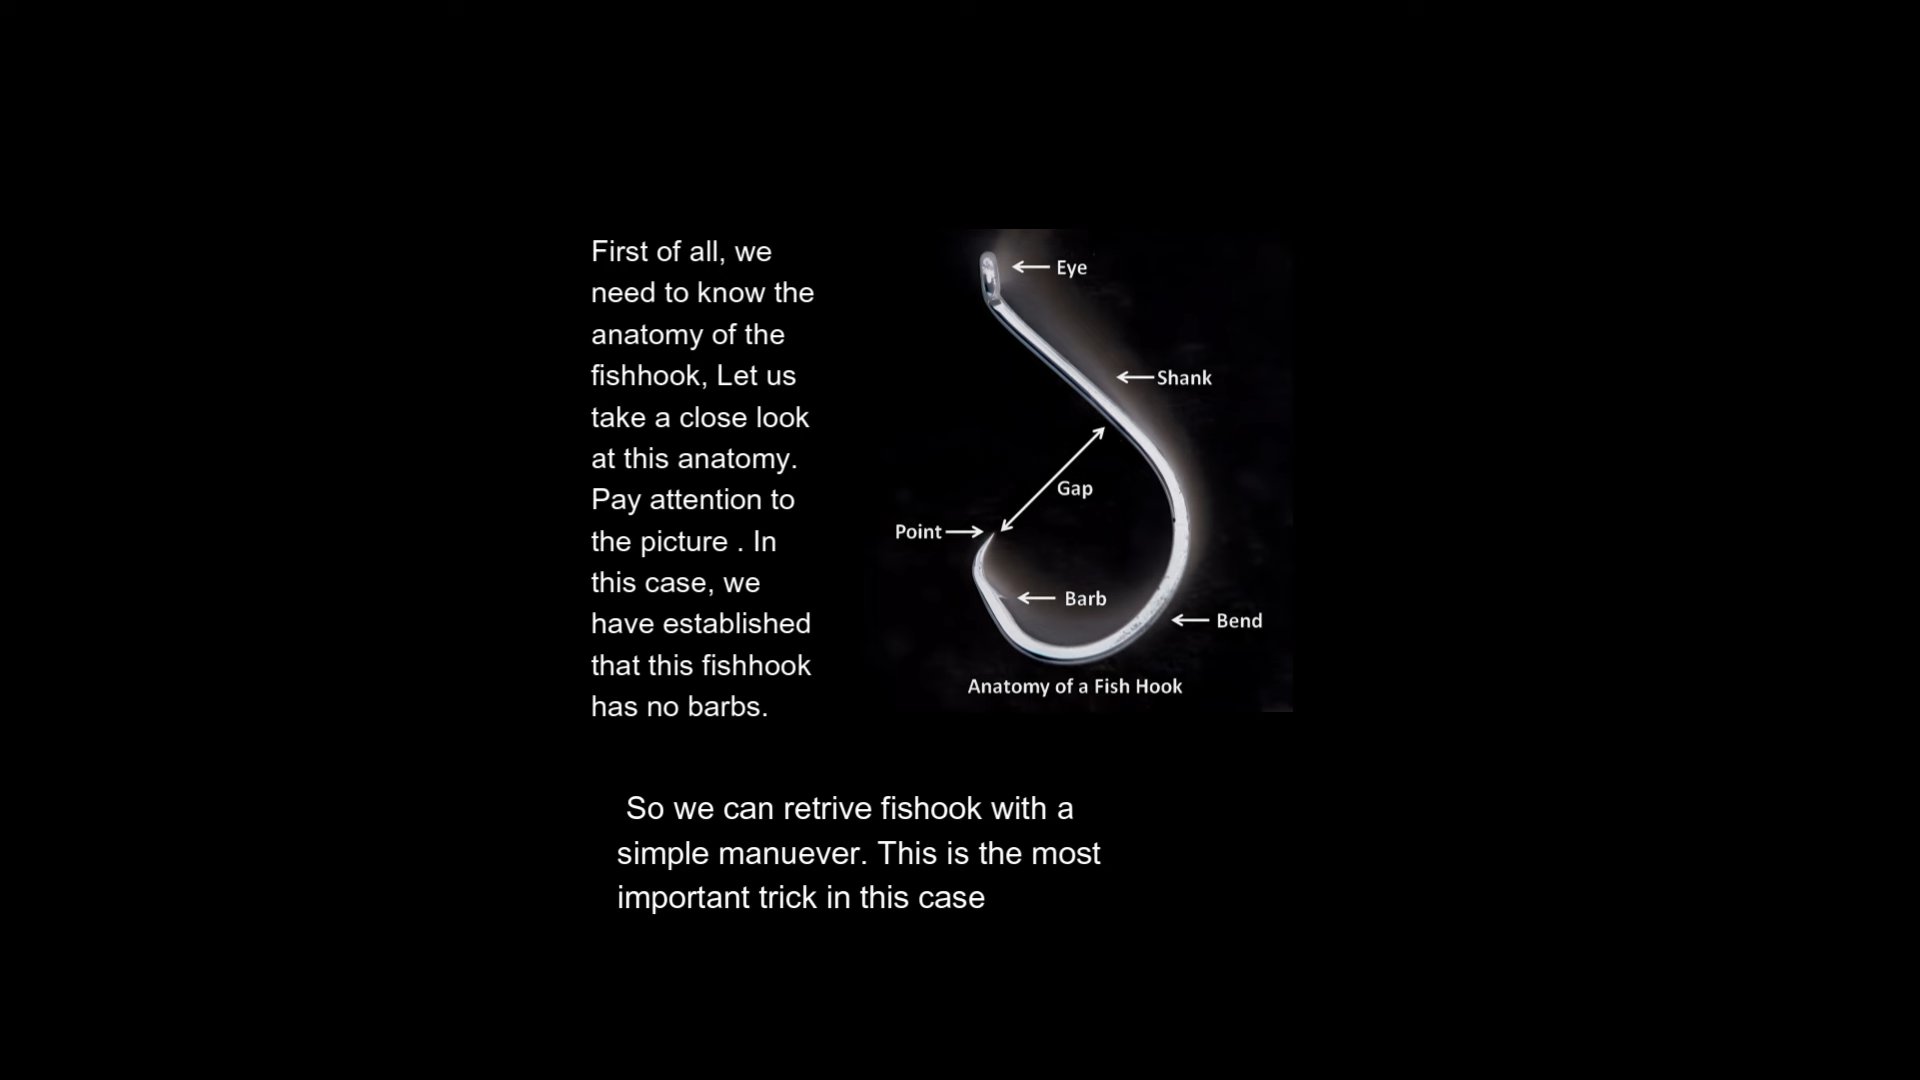 First of all, we
need to know the
anatomy of the
fishhook, Let us
take a close look
at this anatomy.
Pay attention to
the picture . In
this case, we
have established
that this fishhook
has no barbs.
Eye
Shank
Gap
Point
Barb
Bend
Anatomy of a Fish Hook
So we can retrive fishook with a
simple manuever. This is the most
important trick in this case